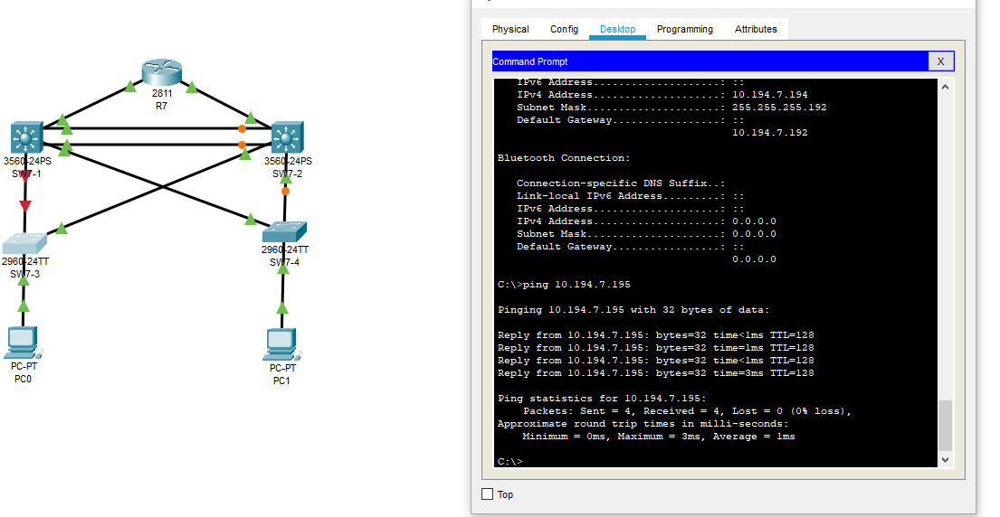 2811
R7
3560-24PS
SW7-1
3560-24PS
SW7-2
2960-24TT
SW7-3
2960-24TT
SW7-4
PC-PT
PC0
PC-PT
PC1
Physical Config Desktop Programming Attributes
Command Prompt X
IPv6 Address....................: ::
IPv4 Address....................: 10.194.7.194
Subnet Mask.....................: 255.255.255.192
Default Gateway.................: ::
10.194.7.192
Bluetooth Connection:
Connection-specific DNS Suffix..:
Link-local IPv6 Address.........: ::
IPv6 Address....................: ::
IPv4 Address....................: 0.0.0.0
Subnet Mask.....................: 0.0.0.0
Default Gateway.................: ::
0.0.0.0
C:\>ping 10.194.7.195
Pinging 10.194.7.195 with 32 bytes of data:
Reply from 10.194.7.195: bytes=32 time<1ms TTL=128
Reply from 10.194.7.195: bytes=32 time<1ms TTL=128
Reply from 10.194.7.195: bytes=32 time<1ms TTL=128
Reply from 10.194.7.195: bytes=32 time=3ms TTL=128
Ping statistics for 10.194.7.195:
Packets: Sent = 4, Received = 4, Lost = 0 (0% loss),
Approximate round trip times in milli-seconds:
Minimum = 0ms, Maximum = 3ms, Average = 1ms
C:\>
Top